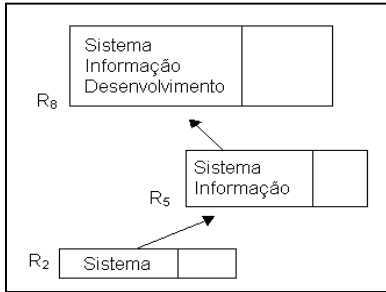 Sistema
Informação
Desenvolvimento
R8
Sistema
Informação
R5
R2
Sistema